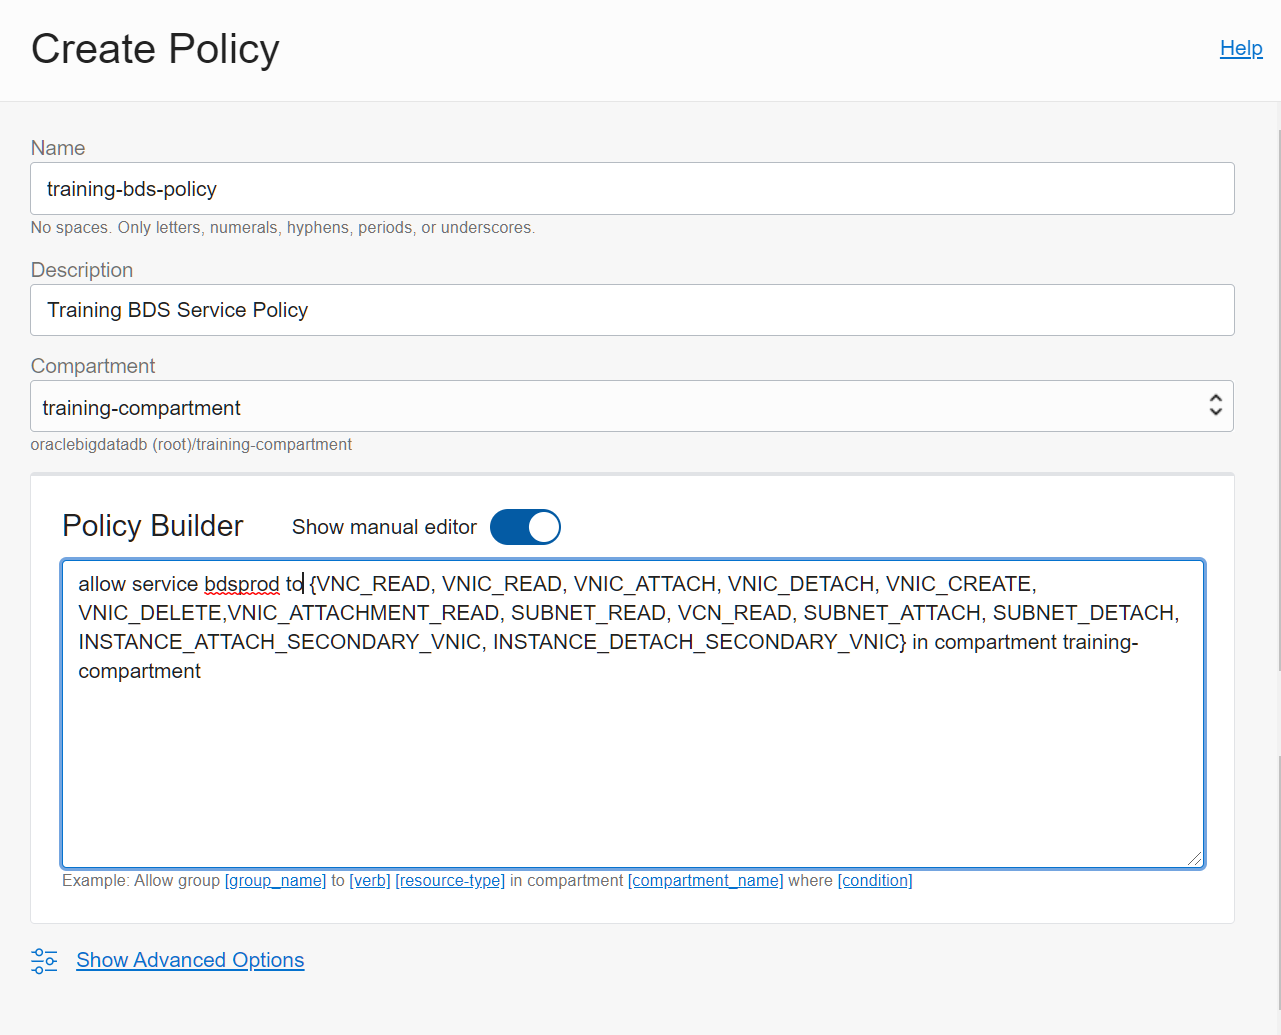 Create Policy
Help
Name
training-bds-policy
No spaces. Only letters, numerals, hyphens, periods, or underscores.
Description
Training BDS Service Policy
Compartment
training-compartment
oraclebigdatadb (root)/training-compartment
Policy Builder
Show manual editor
allow service bdsprod to {VNC_READ, VNIC_READ, VNIC_ATTACH, VNIC_DETACH, VNIC_CREATE,
VNIC_DELETE,VNIC_ATTACHMENT_READ, SUBNET_READ, VCN_READ, SUBNET_ATTACH, SUBNET_DETACH,
INSTANCE_ATTACH_SECONDARY_VNIC, INSTANCE_DETACH_SECONDARY_VNIC} in compartment training-
compartment
Example: Allow group [group_name] to [verb] [resource-type] in compartment [compartment_name] where [condition]
Show Advanced Options